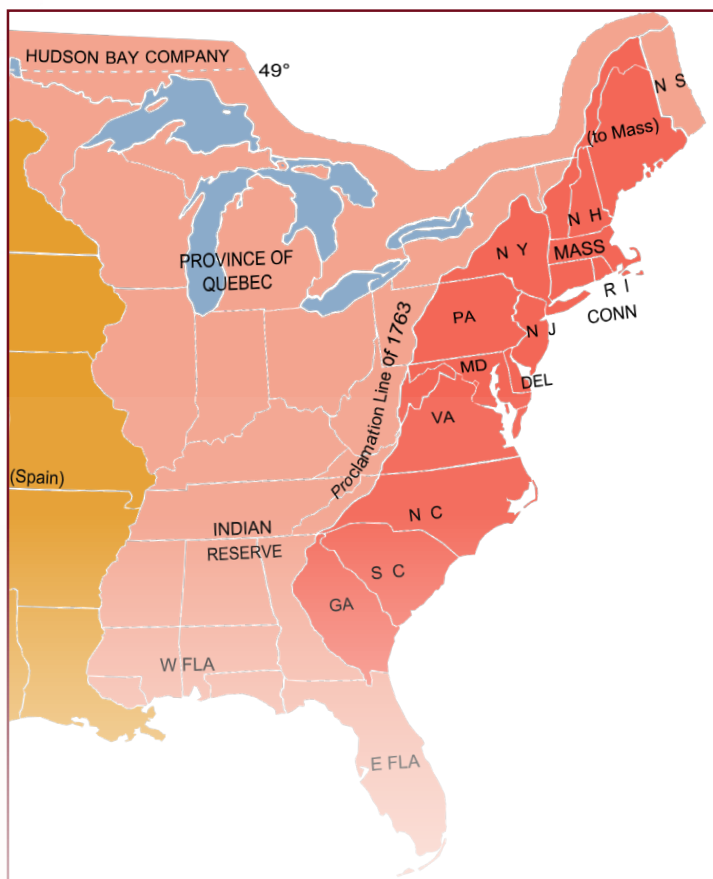 HUDSON BAY COMPANY
49°
N S
(to Mass)
N H
PROVINCE OF
QUEBEC
N Y
MASS
R I
CONN
PA
N J
Proclamation Line 0f 1763
MD
DEL
VA
(Spain)
N C
INDIAN
RESERVE
S C
GA
W FLA
E FLA